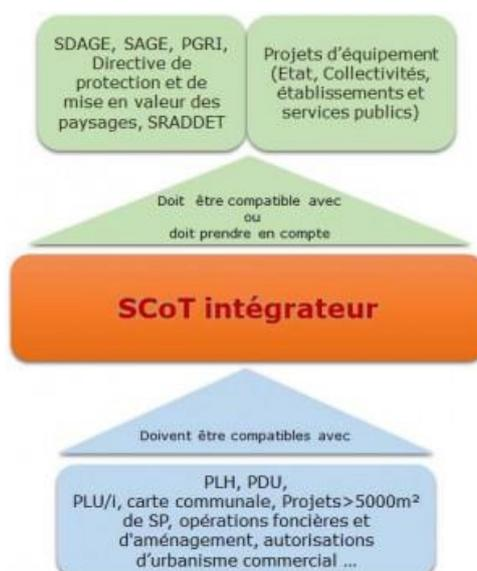 SDAGE, SAGE, PGRI,
Directive de
protection et de
mise en valeur des
paysages, SRADDET
Projets d'équipement
(Etat, Collectivités,
établissements et
services publics)
Doit être compatible avec
ou
doit prendre en compte
SCoT intégrateur
Doivent être compatibles avec
PLH, PDU,
PLU/i, carte communale, Projets>5000m²
de SP, opérations foncières et
d'aménagement, autorisations
d'urbanisme commercial ...